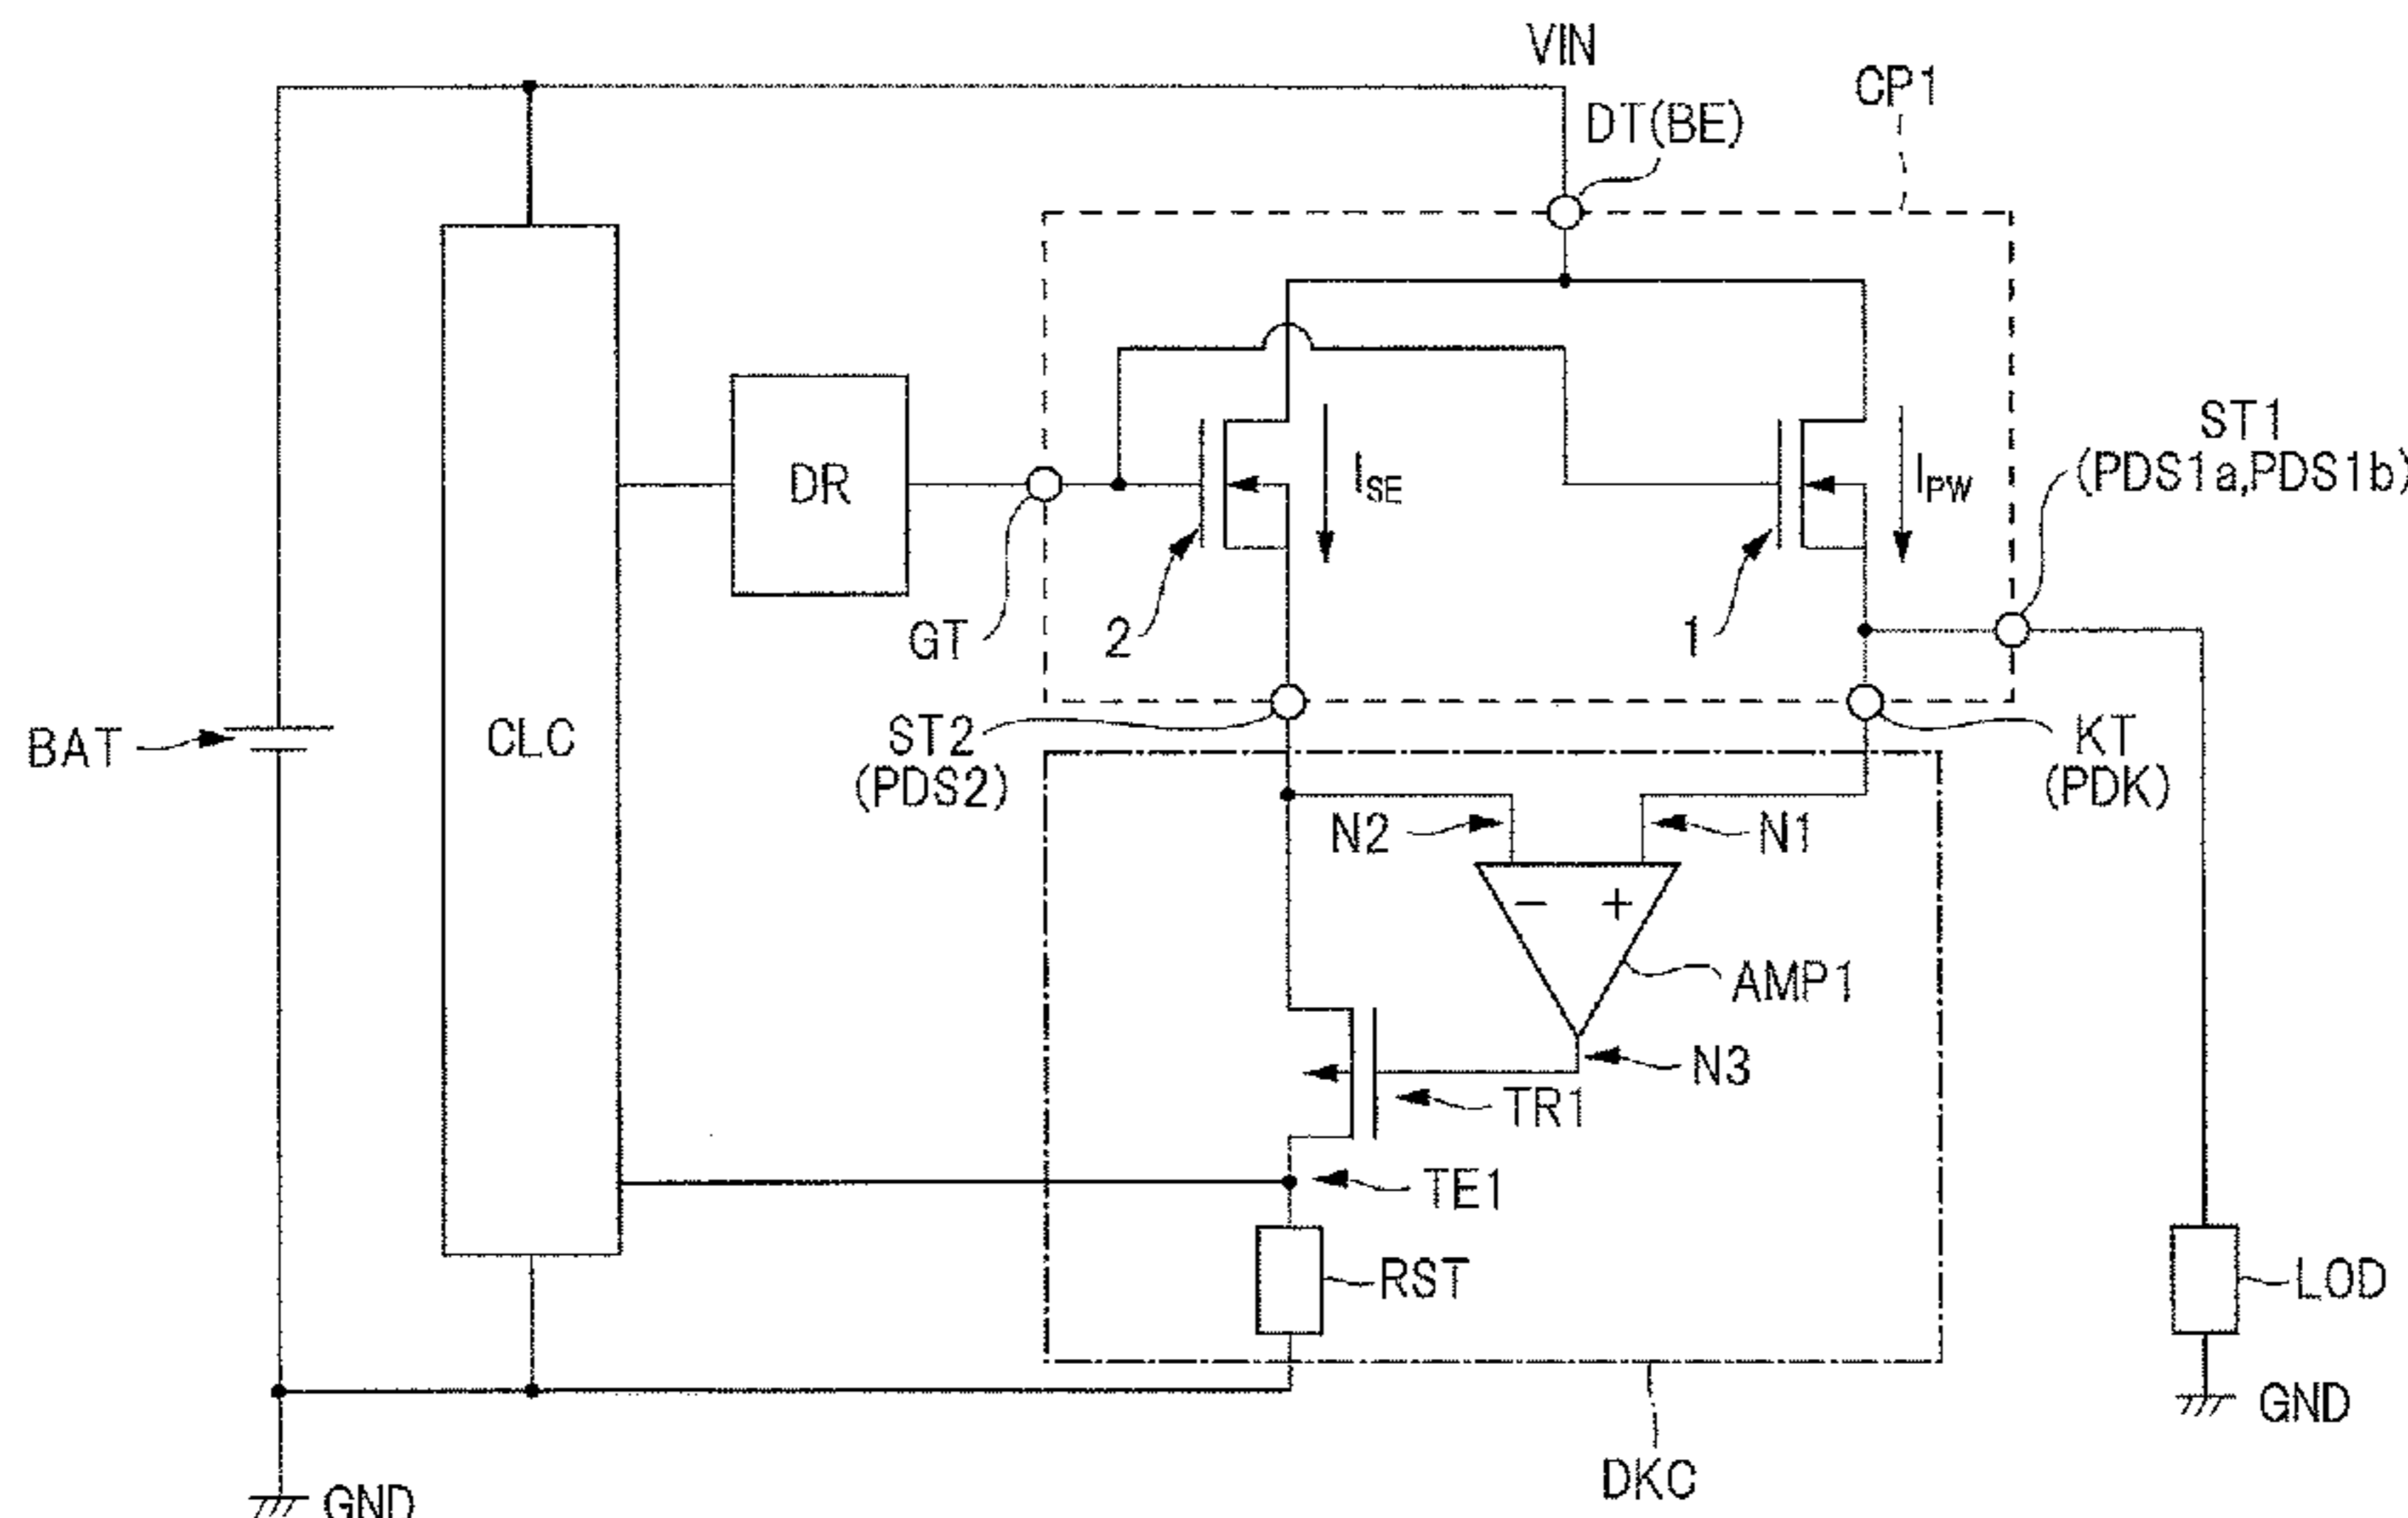 VIN
CP1
DT(BE)
ST1
(PDS1a,PDS1b)
DR
ISE
IPW
GT
2
1
BAT
CLC
ST2
(PDS2)
KT
(PDK)
N2
N1
− +
AMP1
N3
TR1
TE1
RST
LOD
GND
DKC
GND